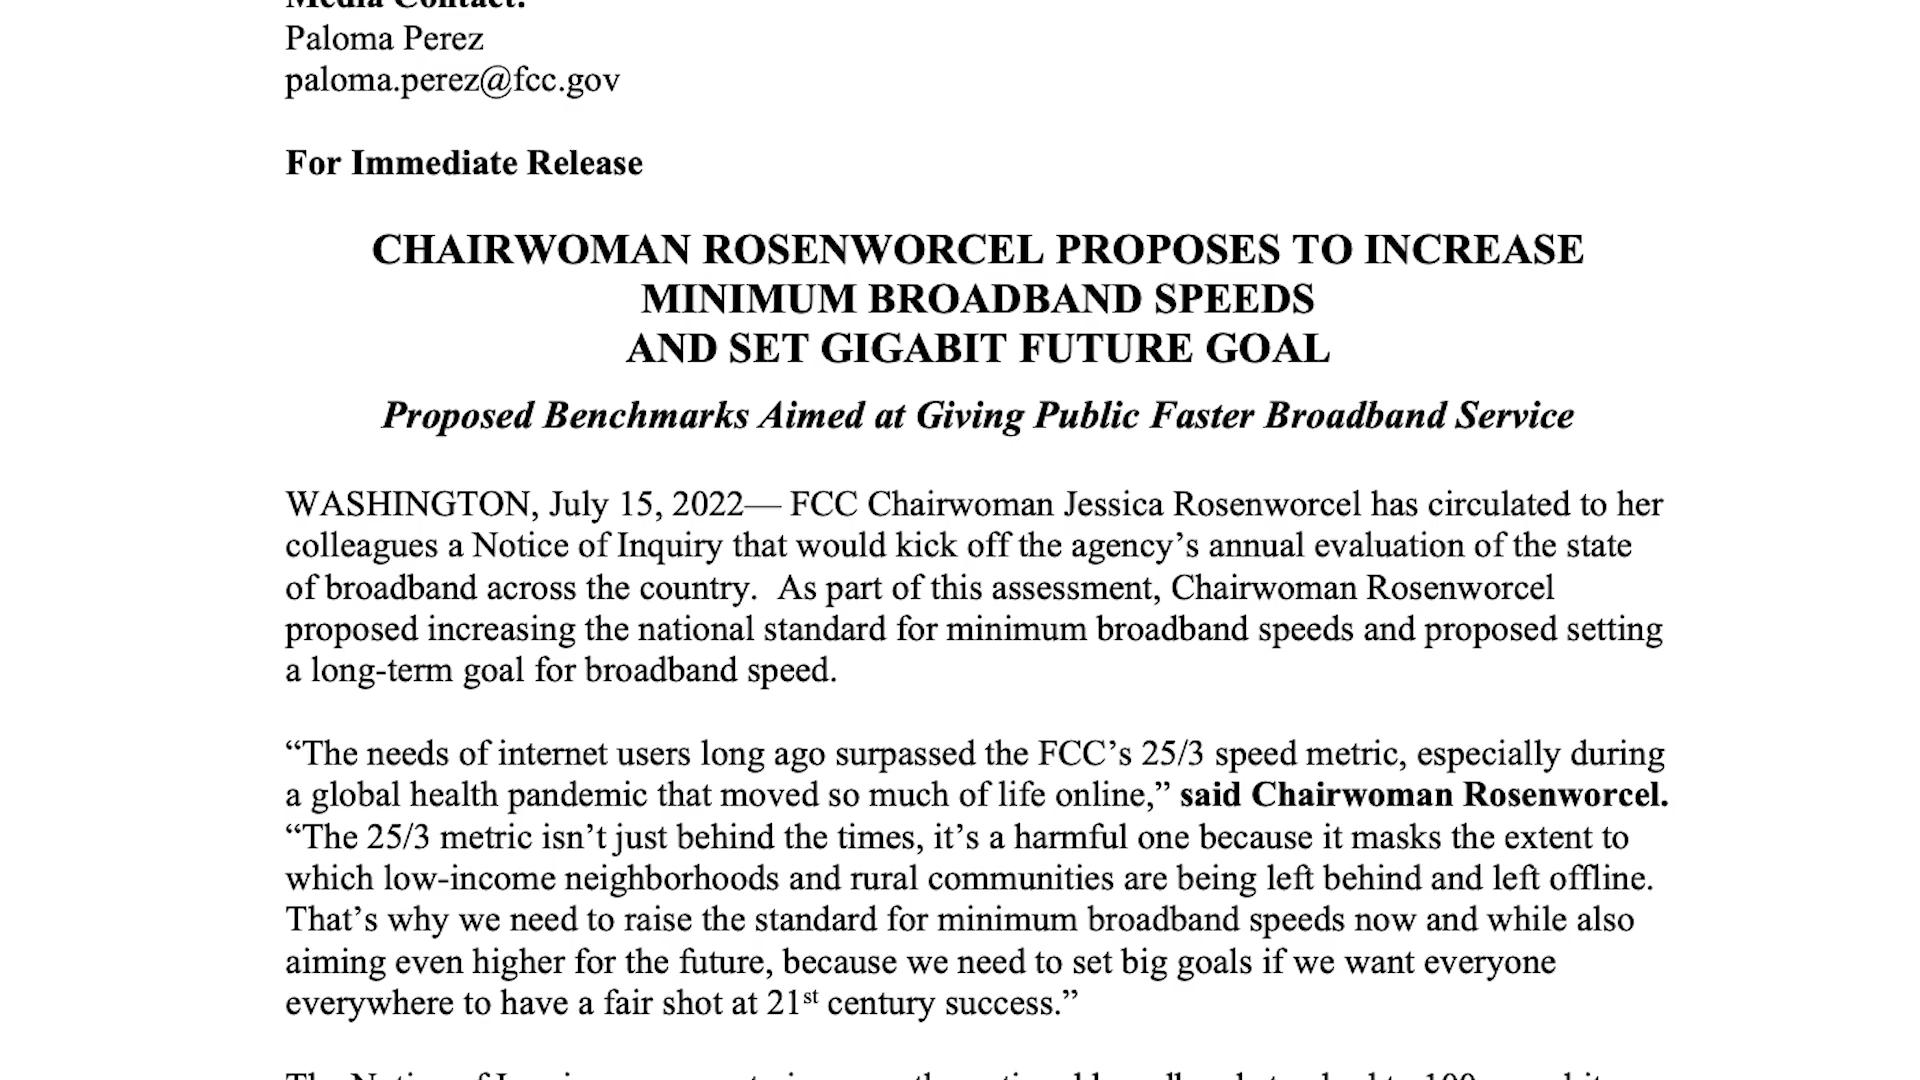 Media Contact:
Paloma Perez
paloma.perez@fcc.gov
For Immediate Release
CHAIRWOMAN ROSENWORCEL PROPOSES TO INCREASE
MINIMUM BROADBAND SPEEDS
AND SET GIGABIT FUTURE GOAL
Proposed Benchmarks Aimed at Giving Public Faster Broadband Service
WASHINGTON, July 15, 2022— FCC Chairwoman Jessica Rosenworcel has circulated to her
colleagues a Notice of Inquiry that would kick off the agency’s annual evaluation of the state
of broadband across the country.  As part of this assessment, Chairwoman Rosenworcel
proposed increasing the national standard for minimum broadband speeds and proposed setting
a long-term goal for broadband speed.
“The needs of internet users long ago surpassed the FCC’s 25/3 speed metric, especially during
a global health pandemic that moved so much of life online,” said Chairwoman Rosenworcel.
“The 25/3 metric isn’t just behind the times, it’s a harmful one because it masks the extent to
which low-income neighborhoods and rural communities are being left behind and left offline.
That’s why we need to raise the standard for minimum broadband speeds now and while also
aiming even higher for the future, because we need to set big goals if we want everyone
everywhere to have a fair shot at 21st century success.”